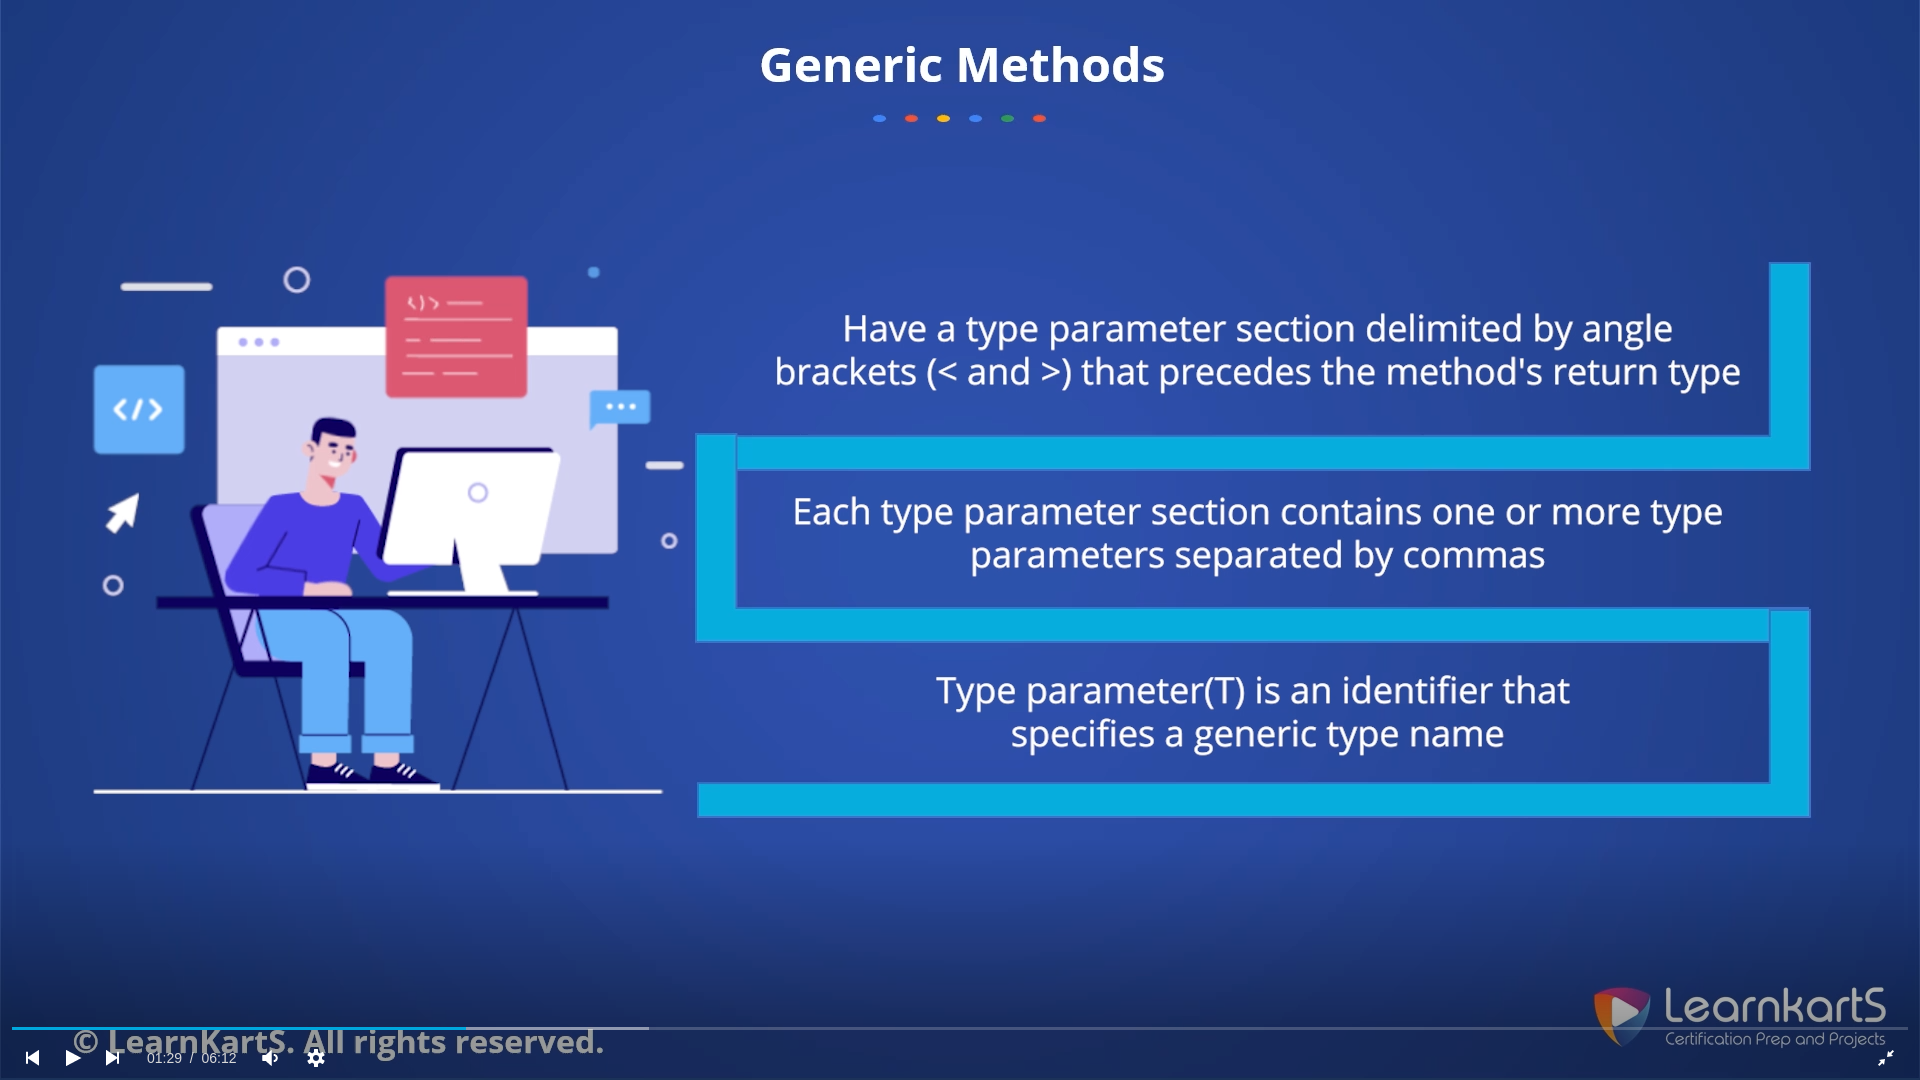 Generic Methods
</>
</>
Have a type parameter section delimited by angle
brackets (< and >) that precedes the method's return type
Each type parameter section contains one or more type
parameters separated by commas
Type parameter(T) is an identifier that
specifies a generic type name
LearnkartS
Certification Prep and Projects
© LearnKartS. All rights reserved.
01:29 / 06:12